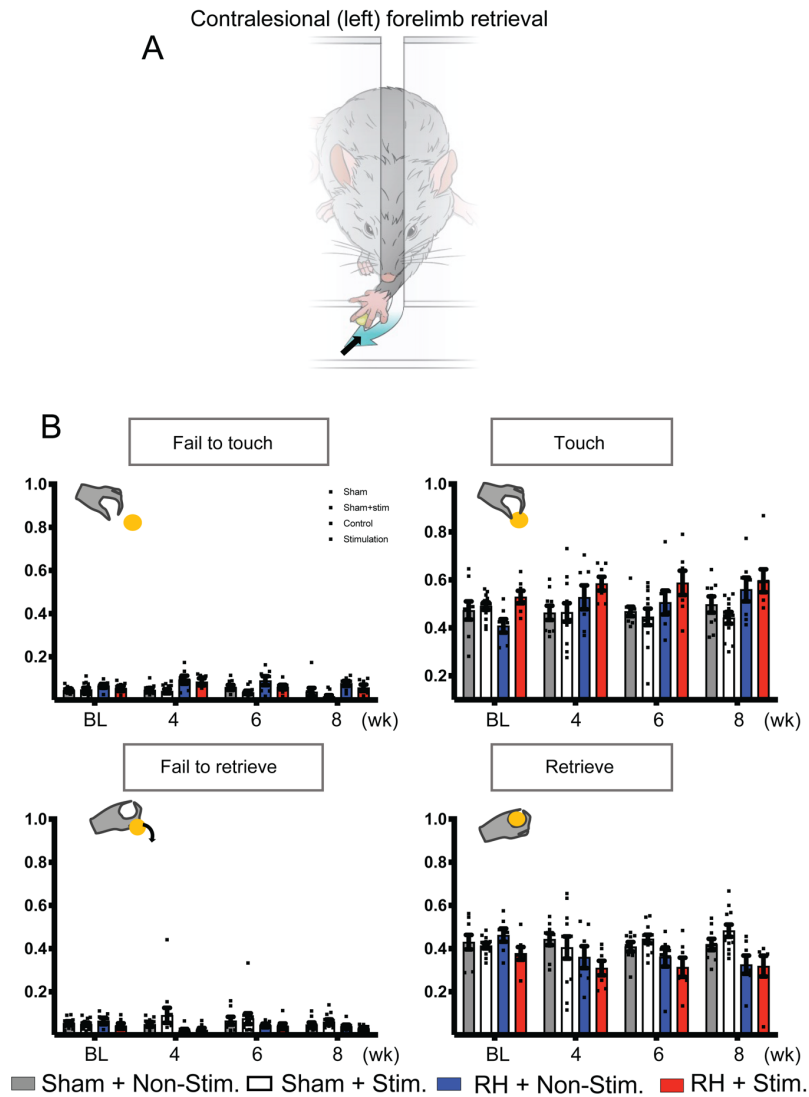 Contralesional (left) forelimb retrieval
A
B
Fail to touch
1.0
0.8
0.6
0.4
0.2
Sham
Sham+stim
Control
Stimulation
BL 4 6 8 (wk)
Touch
1.0
0.8
0.6
0.4
0.2
BL 4 6 8 (wk)
Fail to retrieve
1.0
0.8
0.6
0.4
0.2
BL 4 6 8 (wk)
Retrieve
1.0
0.8
0.6
0.4
0.2
BL 4 6 8 (wk)
Sham + Non-Stim. Sham + Stim. RH + Non-Stim. RH + Stim.